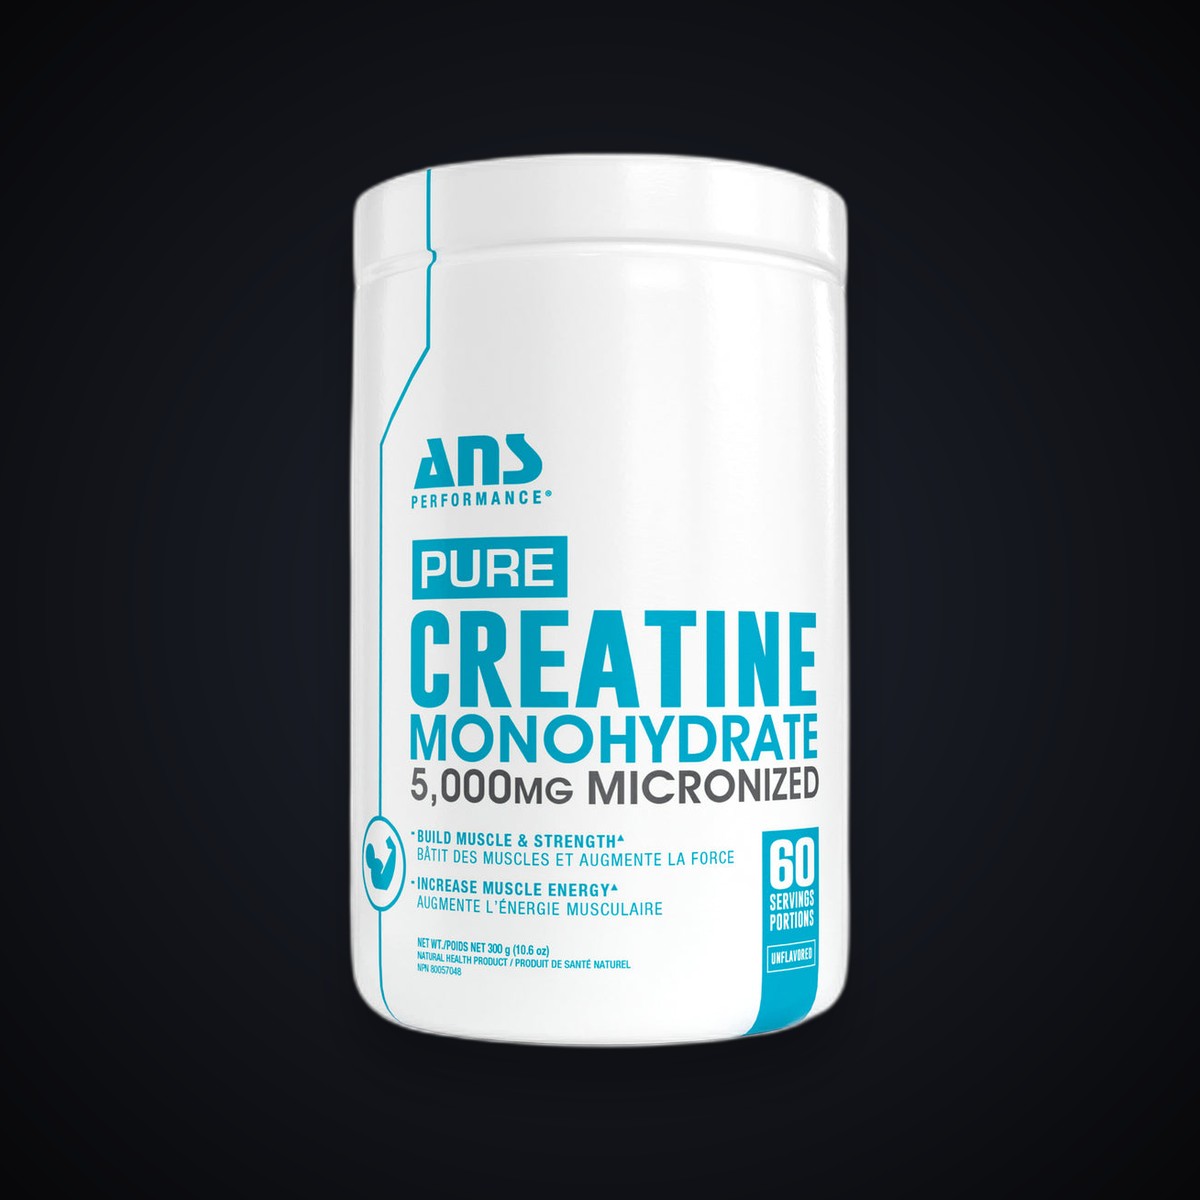 ANS
PERFORMANCE®
PURE
CREATINE
MONOHYDRATE
5,000MG MICRONIZED
·BUILD MUSCLE & STRENGTH▲
BÂTIT DES MUSCLES ET AUGMENTE LA FORCE
·INCREASE MUSCLE ENERGY▲
AUGMENTE L'ÉNERGIE MUSCULAIRE
NET WT./POIDS NET 300 g (10.6 oz)
NATURAL HEALTH PRODUCT / PRODUIT DE SANTÉ NATUREL
NPN 80057048
60
SERVINGS
PORTIONS
UNFLAVORED